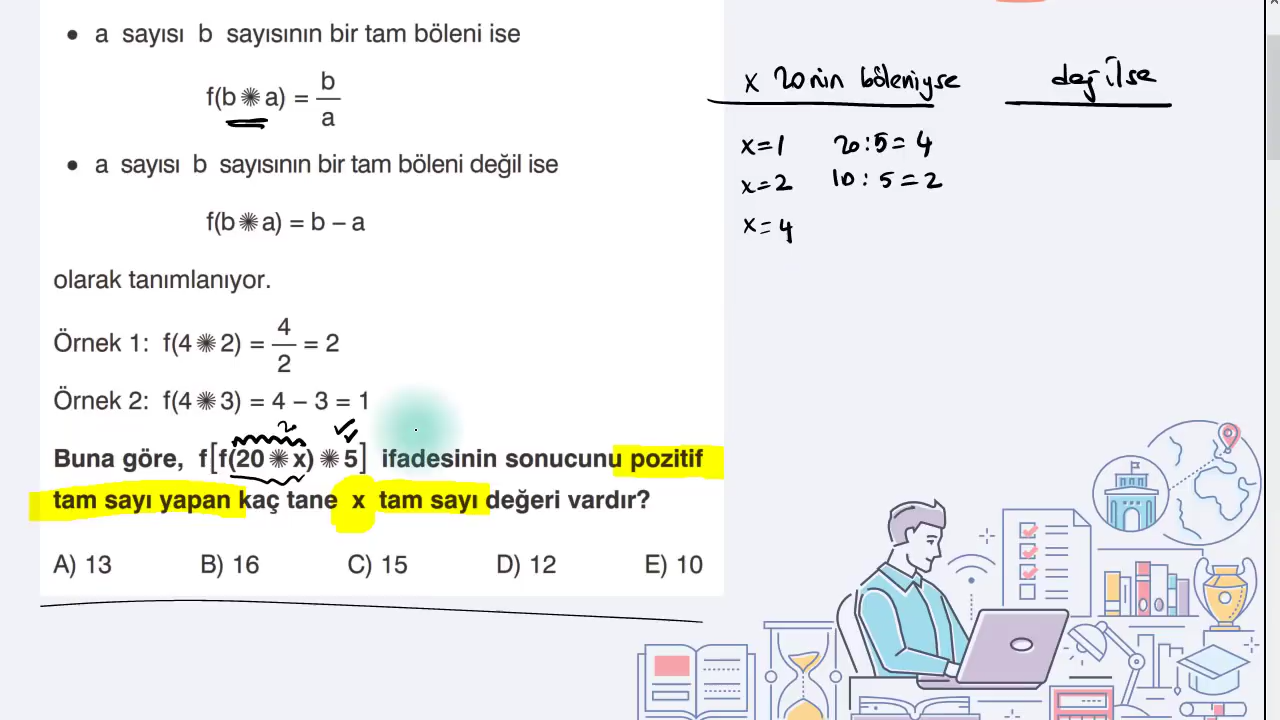 • a sayısı b sayısının bir tam böleni ise
f(b ✺ a) = b/a
• a sayısı b sayısının bir tam böleni değil ise
f(b ✺ a) = b – a
olarak tanımlanıyor.
Örnek 1: f(4 ✺ 2) = 4/2 = 2
Örnek 2: f(4 ✺ 3) = 4 – 3 = 1
Buna göre, f[f(20 ✺ x) ✺ 5] ifadesinin sonucunu pozitif
tam sayı yapan kaç tane x tam sayı değeri vardır?
A) 13 B) 16 C) 15 D) 12 E) 10
x 20nin böleniyse değilse
x=1 20:5=4
x=2 10:5=2
x=4